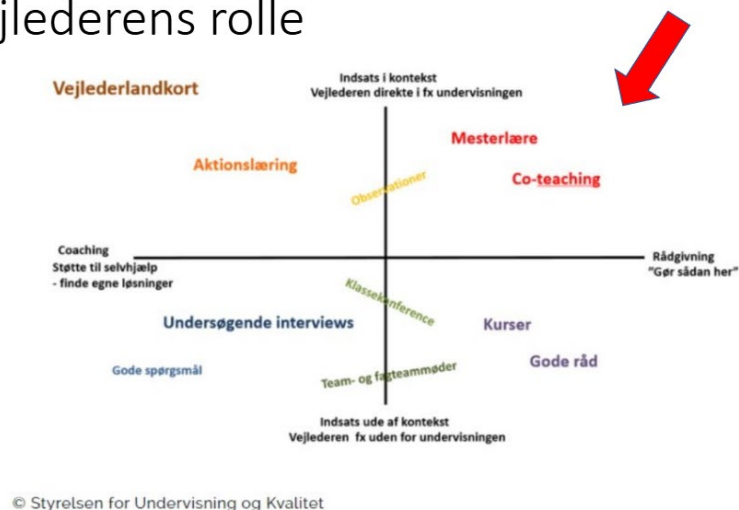 jlederens rolle
Vejlederlandkort
Indsats i kontekst
Vejlederen direkte i fx undervisningen
Mesterlære
Aktionslæring
Co-teaching
Observationer
Coaching
Støtte til selvhjælp
- finde egne løsninger
Rådgivning
"Gør sådan her"
Klassekonference
Undersøgende interviews
Kurser
Gode råd
Gode spørgsmål
Team- og fagteammøder
Indsats ude af kontekst
Vejlederen fx uden for undervisningen
© Styrelsen for Undervisning og Kvalitet